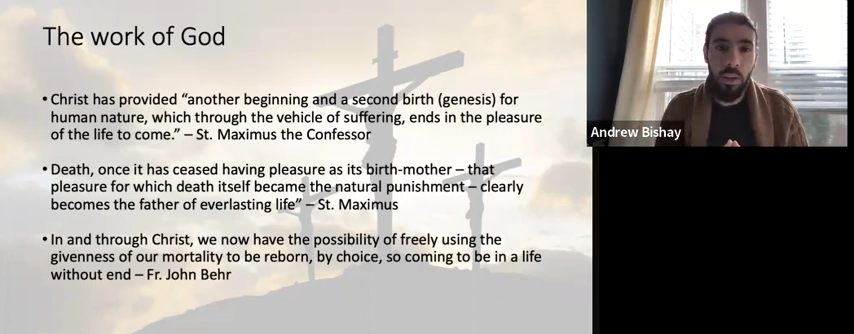 The work of God
• Christ has provided “another beginning and a second birth (genesis) for
human nature, which through the vehicle of suffering, ends in the pleasure
of the life to come.” – St. Maximus the Confessor
• Death, once it has ceased having pleasure as its birth-mother – that
pleasure for which death itself became the natural punishment – clearly
becomes the father of everlasting life” – St. Maximus
• In and through Christ, we now have the possibility of freely using the
givenness of our mortality to be reborn, by choice, so coming to be in a life
without end – Fr. John Behr
Andrew Bishay